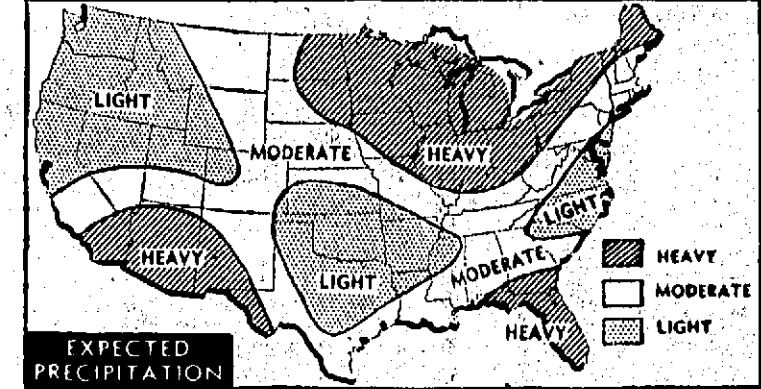 LIGHT
MODERATE
HEAVY
HEAVY
LIGHT
LIGHT
MODERATE
HEAVY
HEAVY
MODERATE
LIGHT
EXPECTED
PRECIPITATION